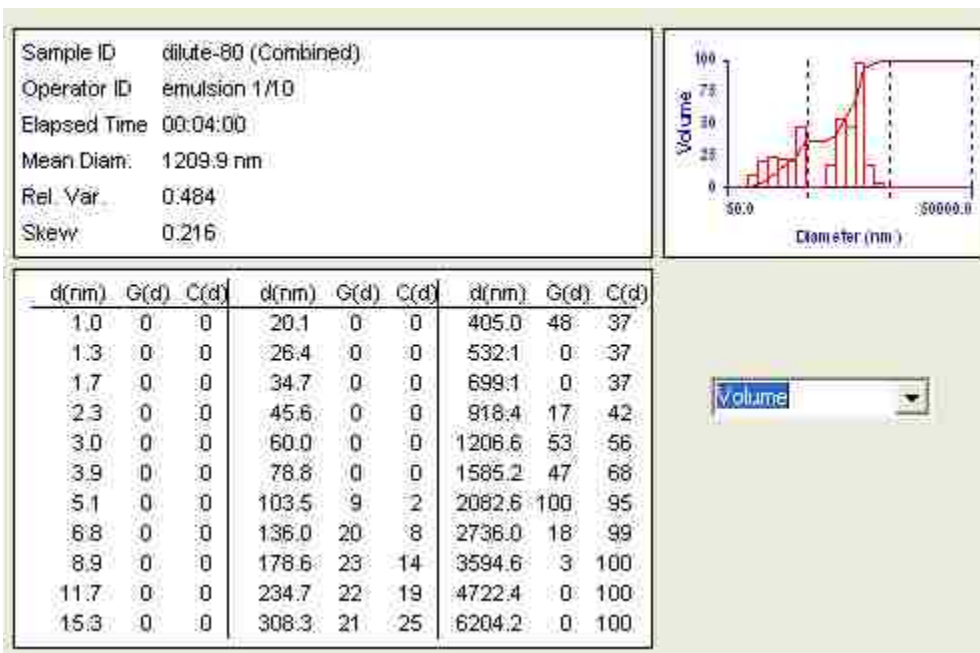 Sample ID dilute-80 (Combined)
Operator ID emulsion 1/10
Elapsed Time 00:04:00
Mean Diam. 1209.9 nm
Rel. Var. 0.484
Skew 0.216
Volume
100
75
50
25
0
50.0 50000.0
Diameter (nm)
d(nm) G(d) C(d) d(nm) G(d) C(d) d(nm) G(d) C(d)
1.0 0 0 20.1 0 0 405.0 48 37
1.3 0 0 26.4 0 0 532.1 0 37
1.7 0 0 34.7 0 0 699.1 0 37
2.3 0 0 45.6 0 0 918.4 17 42
3.0 0 0 60.0 0 0 1206.6 53 56
3.9 0 0 78.8 0 0 1585.2 47 68
5.1 0 0 103.5 9 2 2082.6 100 95
6.8 0 0 136.0 20 8 2736.0 18 99
8.9 0 0 178.6 23 14 3594.6 3 100
11.7 0 0 234.7 22 19 4722.4 0 100
15.3 0 0 308.3 21 25 6204.2 0 100
Volume